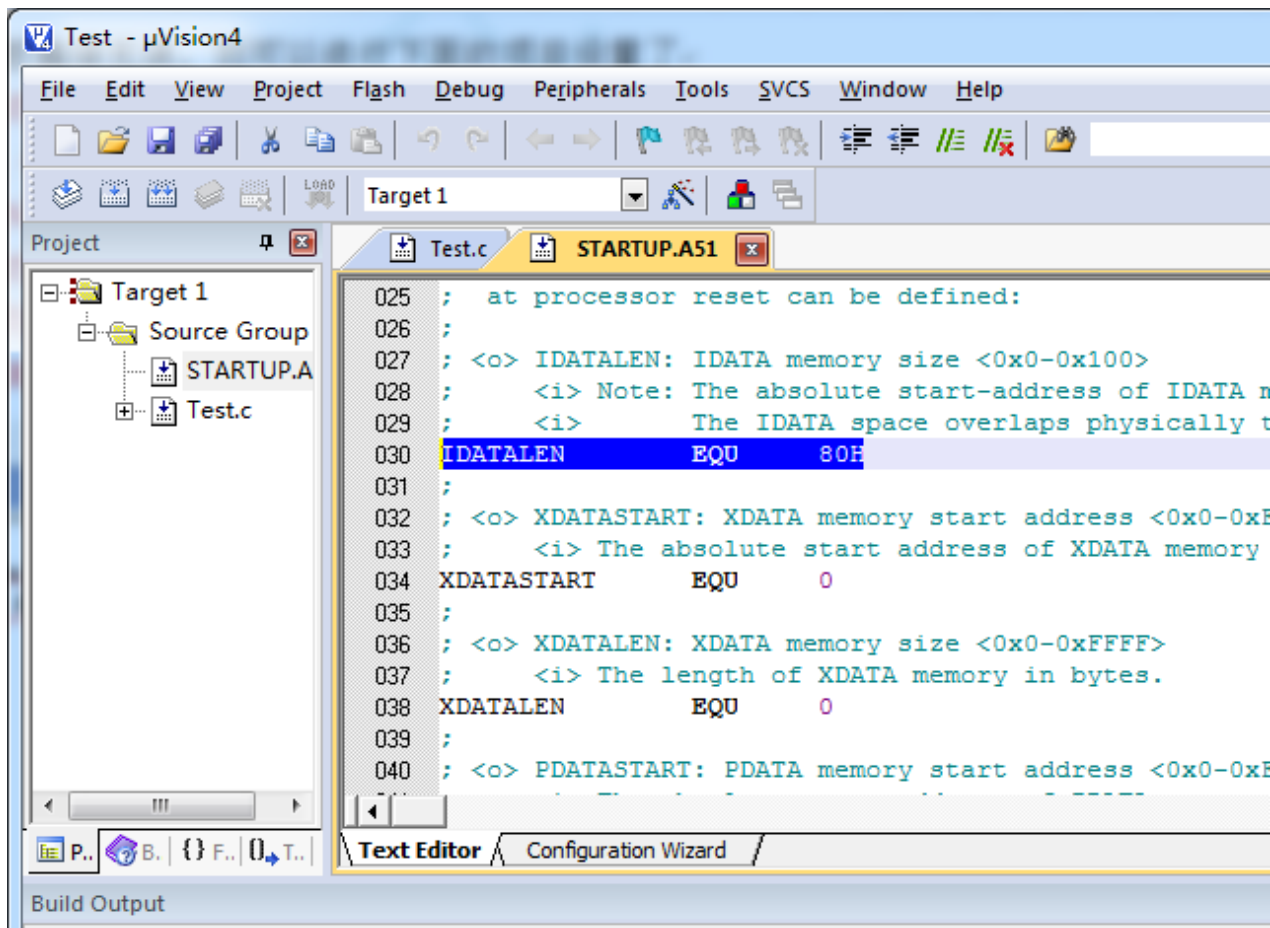 Test - µVision4
File Edit View Project Flash Debug Peripherals Tools SVCS Window Help
LOAD Target 1
Project
Test.c STARTUP.A51
Target 1
Source Group
STARTUP.A
Test.c
025 ;  at processor reset can be defined:
026 ;
027 ; <o> IDATALEN: IDATA memory size <0x0-0x100>
028 ;     <i> Note: The absolute start-address of IDATA m
029 ;     <i>       The IDATA space overlaps physically t
030 IDATALEN        EQU     80H
031 ;
032 ; <o> XDATASTART: XDATA memory start address <0x0-0xF
033 ;     <i> The absolute start address of XDATA memory
034 XDATASTART      EQU     0
035 ;
036 ; <o> XDATALEN: XDATA memory size <0x0-0xFFFF>
037 ;     <i> The length of XDATA memory in bytes.
038 XDATALEN        EQU     0
039 ;
040 ; <o> PDATASTART: PDATA memory start address <0x0-0xF
P.. B. {} F.. 0 T..
Text Editor Configuration Wizard
Build Output